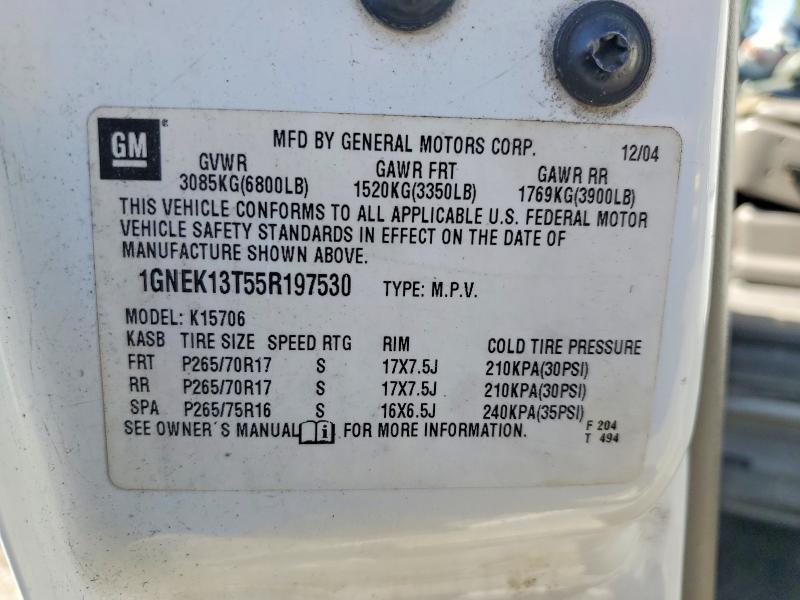 GM
MFD BY GENERAL MOTORS CORP. 12/04
GVWR GAWR FRT GAWR RR
3085KG(6800LB) 1520KG(3350LB) 1769KG(3900LB)
THIS VEHICLE CONFORMS TO ALL APPLICABLE U.S. FEDERAL MOTOR
VEHICLE SAFETY STANDARDS IN EFFECT ON THE DATE OF
MANUFACTURE SHOWN ABOVE.
1GNEK13T55R197530 TYPE: M.P.V.
MODEL: K15706
KASB TIRE SIZE SPEED RTG RIM COLD TIRE PRESSURE
FRT P265/70R17 S 17X7.5J 210KPA(30PSI)
RR P265/70R17 S 17X7.5J 210KPA(30PSI)
SPA P265/75R16 S 16X6.5J 240KPA(35PSI)
SEE OWNER'S MANUAL FOR MORE INFORMATION. F 204
T 494